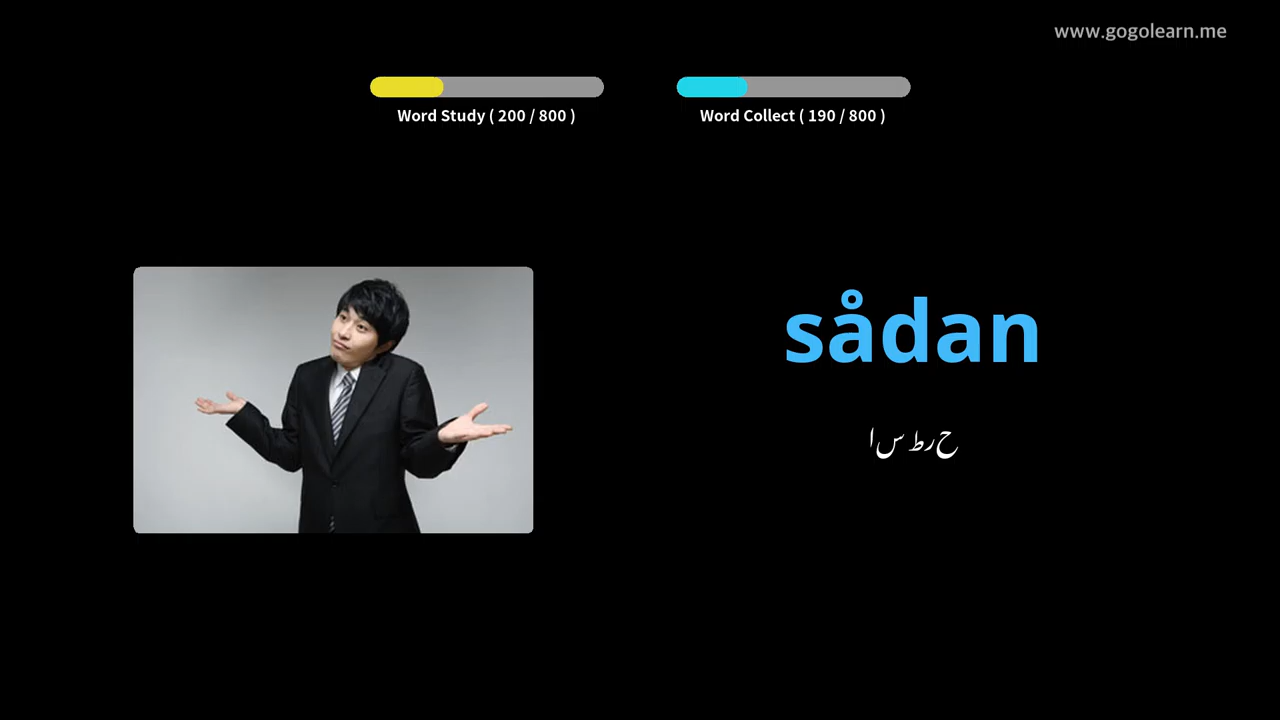 www.gogolearn.me
Word Study ( 200 / 800 )
Word Collect ( 190 / 800 )
sådan
اس طرح